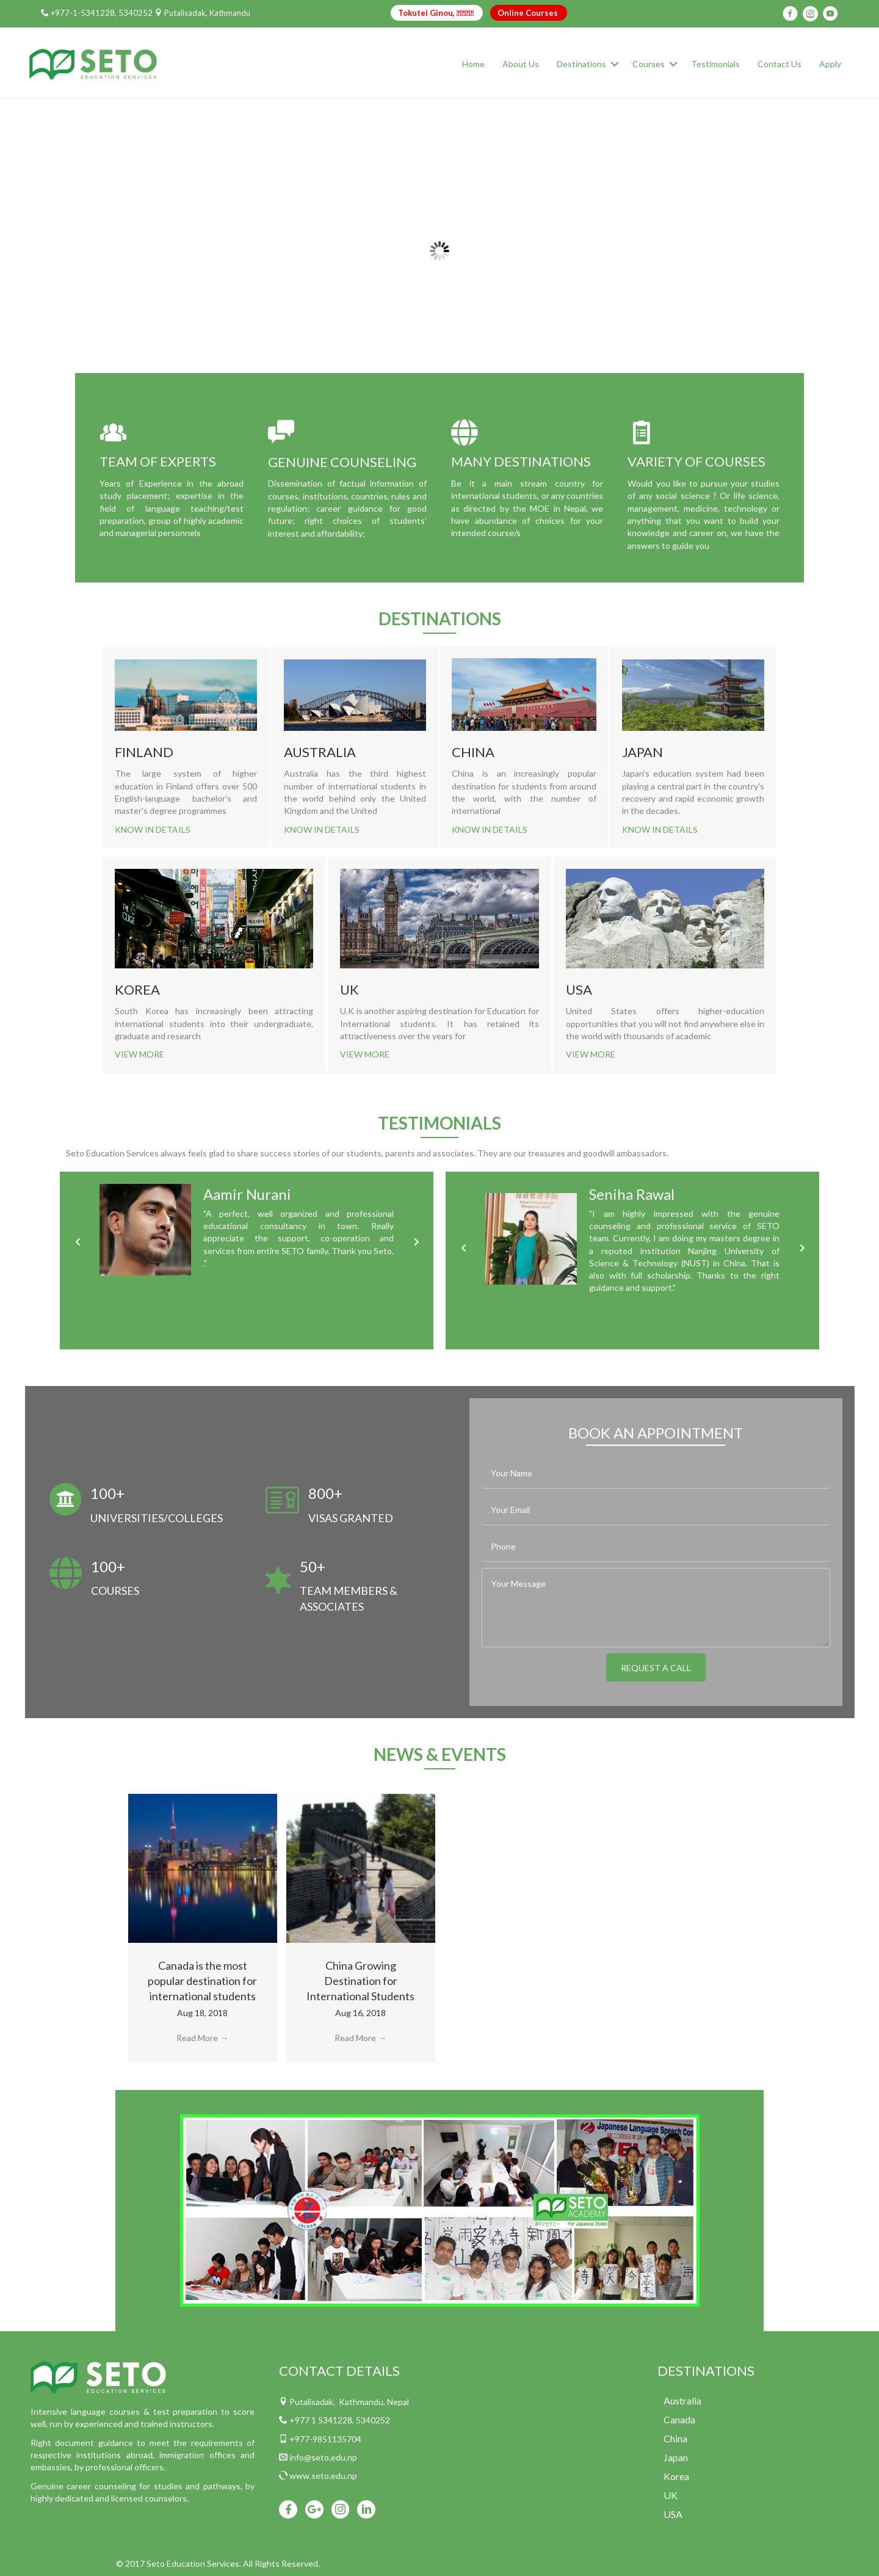 +977-1-5341228, 5340252 Putalisadak, Kathmandu
Tokutei Ginou,
Online Courses
SETO
EDUCATION SERVICES
Home
About Us
Destinations
Courses
Testimonials
Contact Us
Apply
TEAM OF EXPERTS
Years of Experience in the abroad
study placement; expertise in the
field of language teaching/test
preparation, group of highly academic
and managerial personnels
GENUINE COUNSELING
Dissemination of factual information of
courses, institutions, countries, rules and
regulation; career guidance for good
future; right choices of students'
interest and affordability;
MANY DESTINATIONS
Be it a main stream country for
international students, or any countries
as directed by the MOE in Nepal, we
have abundance of choices for your
intended course/s
VARIETY OF COURSES
Would you like to pursue your studies
of any social science ? Or life science,
management, medicine, technology or
anything that you want to build your
knowledge and career on, we have the
answers to guide you
DESTINATIONS
FINLAND
The large system of higher
education in Finland offers over 500
English-language bachelor's and
master's degree programmes
KNOW IN DETAILS
AUSTRALIA
Australia has the third highest
number of international students in
the world behind only the United
Kingdom and the United
KNOW IN DETAILS
CHINA
China is an increasingly popular
destination for students from around
the world, with the number of
international
KNOW IN DETAILS
JAPAN
Japan's education system had been
playing a central part in the country's
recovery and rapid economic growth
in the decades.
KNOW IN DETAILS
KOREA
South Korea has increasingly been attracting
international students into their undergraduate,
graduate and research
VIEW MORE
UK
U.K is another aspiring destination for Education for
International students. It has retained its
attractiveness over the years for
VIEW MORE
USA
United States offers higher-education
opportunities that you will not find anywhere else in
the world with thousands of academic
VIEW MORE
TESTIMONIALS
Seto Education Services always feels glad to share success stories of our students, parents and associates. They are our treasures and goodwill ambassadors.
Aamir Nurani
"A perfect, well organized and professional
educational consultancy in town. Really
appreciate the support, co-operation and
services from entire SETO family. Thank you Seto.
."
Seniha Rawal
"I am highly impressed with the genuine
counseling and professional service of SETO
team. Currently, I am doing my masters degree in
a reputed institution Nanjing University of
Science & Technology (NUST) in China. That is
also with full scholarship. Thanks to the right
guidance and support."
100+
UNIVERSITIES/COLLEGES
800+
VISAS GRANTED
100+
COURSES
50+
TEAM MEMBERS &
ASSOCIATES
BOOK AN APPOINTMENT
Your Name
Your Email
Phone
Your Message
REQUEST A CALL
NEWS & EVENTS
Canada is the most
popular destination for
international students
Aug 18, 2018
Read More →
China Growing
Destination for
International Students
Aug 16, 2018
Read More →
Japanese Language Speech
SETO
ACADEMY
SETO
EDUCATION SERVICES
Intensive language courses & test preparation to score
well, run by experienced and trained instructors.
Right document guidance to meet the requirements of
respective institutions abroad, immigration offices and
embassies, by professional officers.
Genuine career counseling for studies and pathways, by
highly dedicated and licensed counselors.
CONTACT DETAILS
Putalisadak, Kathmandu, Nepal
+977 1 5341228, 5340252
+977-9851135704
info@seto.edu.np
www.seto.edu.np
DESTINATIONS
Australia
Canada
China
Japan
Korea
UK
USA
© 2017 Seto Education Services. All Rights Reserved.